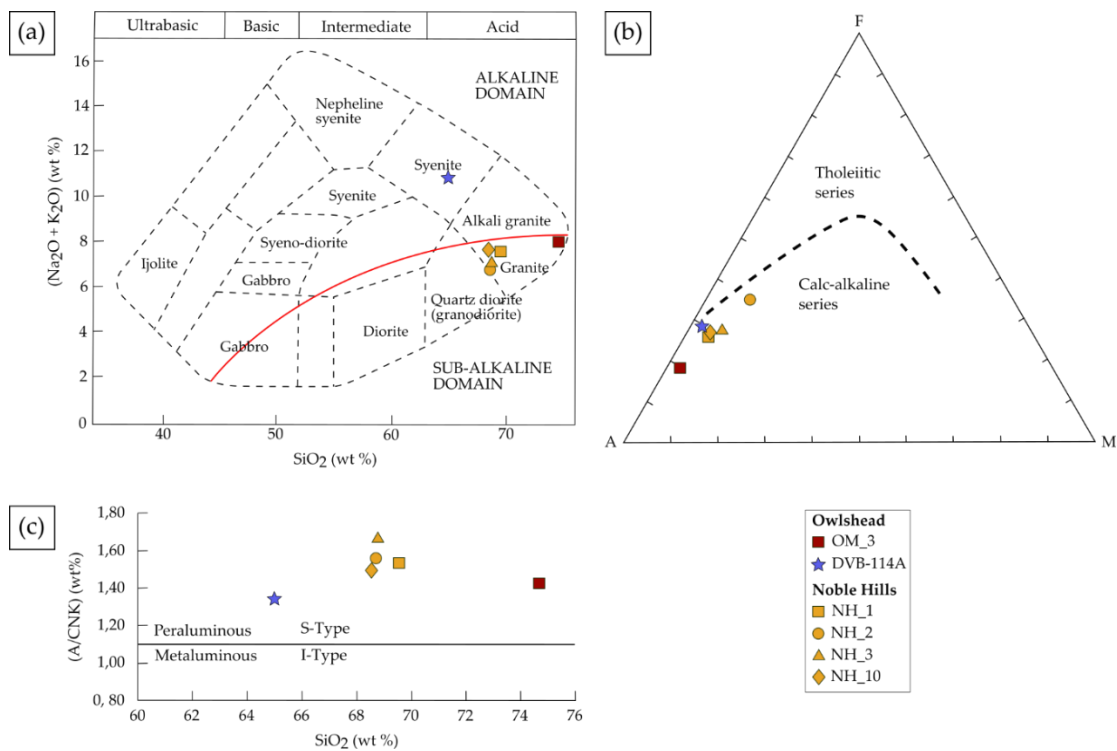 (a)
Ultrabasic Basic Intermediate Acid
16
14
12
10
8
6
4
2
0
(Na₂O + K₂O) (wt %)
ALKALINE
DOMAIN
Nepheline
syenite
Syenite
Syenite
Alkali granite
Syeno-diorite
Ijolite
Gabbro
Granite
Quartz diorite
(granodiorite)
Diorite
Gabbro
SUB-ALKALINE
DOMAIN
40 50 60 70
SiO₂ (wt %)
(b)
F
Tholeiitic
series
Calc-alkaline
series
A M
(c)
1,80
1,60
1,40
1,20
1,00
0, 80
(A/CNK) (wt%)
Peraluminous S-Type
Metaluminous I-Type
60 62 64 66 68 70 72 74 76
SiO₂ (wt %)
Owlshead
OM_3
DVB-114A
Noble Hills
NH_1
NH_2
NH_3
NH_10